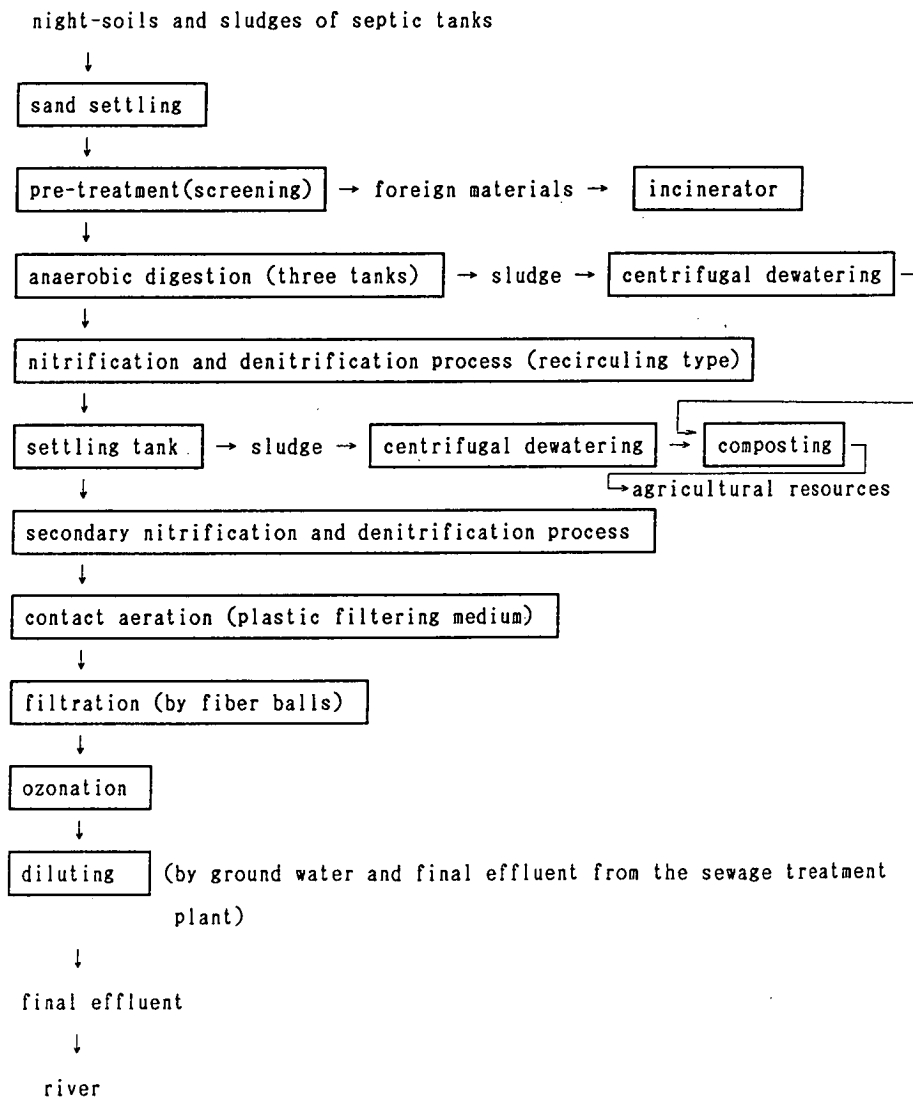 night-soils and sludges of septic tanks
↓
sand settling
↓
pre-treatment(screening) → foreign materials → incinerator
↓
anaerobic digestion (three tanks) → sludge → centrifugal dewatering
↓
nitrification and denitrification process (recirculing type)
↓
settling tank → sludge → centrifugal dewatering → composting
↓ →agricultural resources
secondary nitrification and denitrification process
↓
contact aeration (plastic filtering medium)
↓
filtration (by fiber balls)
↓
ozonation
↓
diluting (by ground water and final effluent from the sewage treatment
plant)
↓
final effluent
↓
river